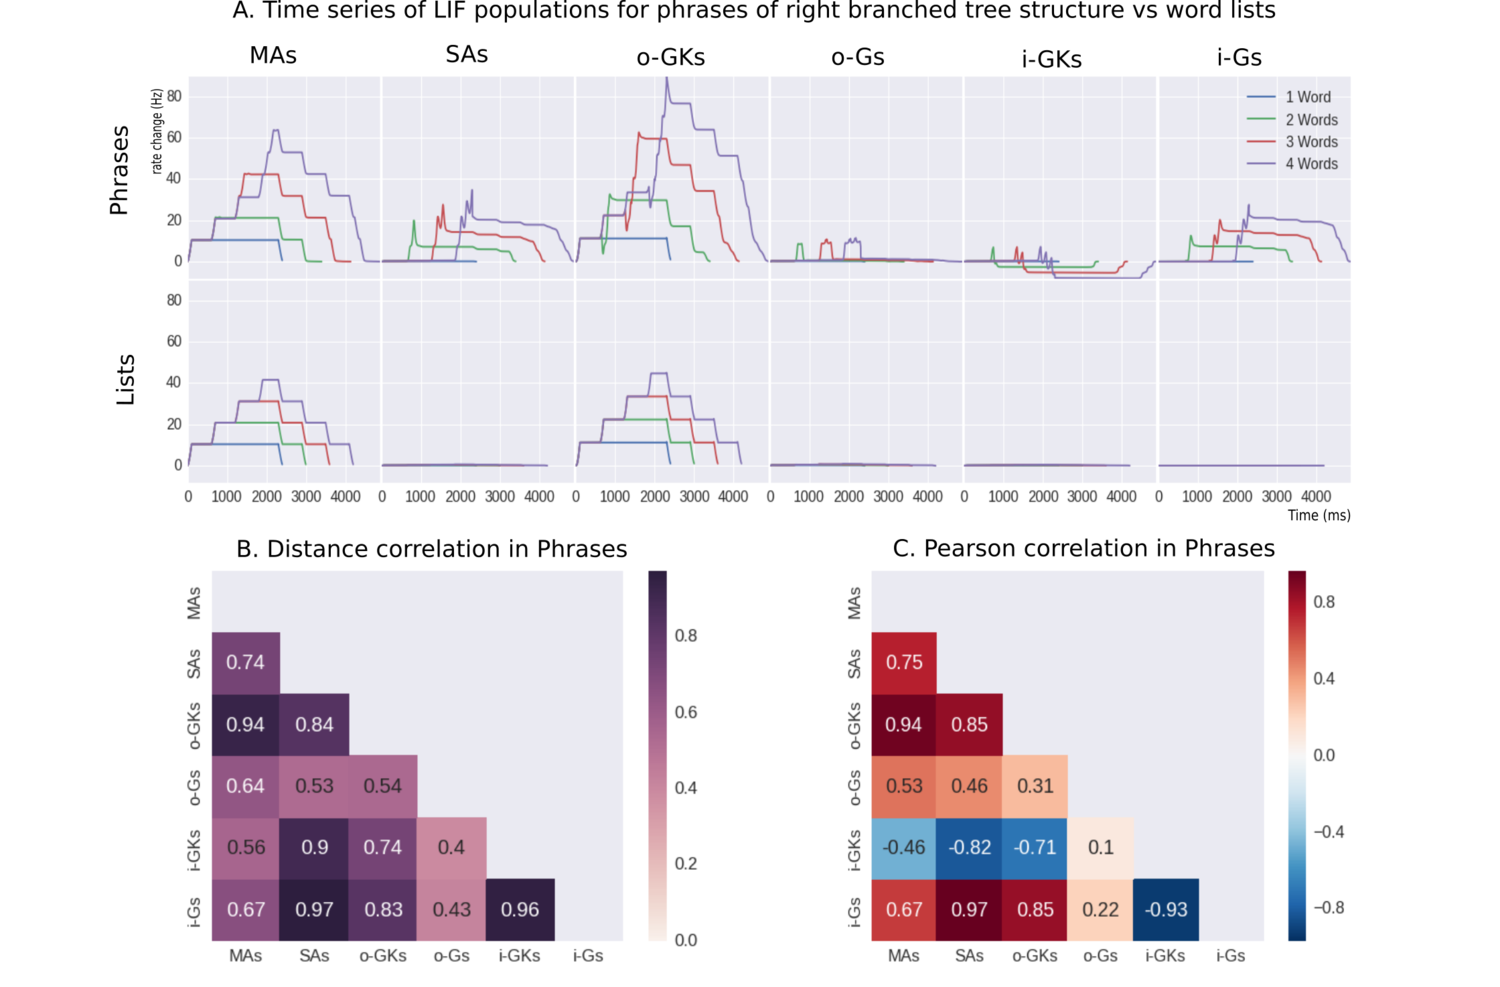 A. Time series of LIF populations for phrases of right branched tree structure vs word lists
MAs SAs o-GKs o-Gs i-GKs i-Gs
Phrases
rate change (Hz)
80
60
40
20
0
1 Word
2 Words
3 Words
4 Words
Lists
80
60
40
20
0
0 1000 2000 3000 4000 0 1000 2000 3000 4000 0 1000 2000 3000 4000 0 1000 2000 3000 4000 0 1000 2000 3000 4000 0 1000 2000 3000 4000
Time (ms)
B. Distance correlation in Phrases
MAs
SAs 0.74
o-GKs 0.94 0.84
o-Gs 0.64 0.53 0.54
i-GKs 0.56 0.9 0.74 0.4
i-Gs 0.67 0.97 0.83 0.43 0.96
MAs SAs o-GKs o-Gs i-GKs i-Gs
0.8
0.6
0.4
0.2
0.0
C. Pearson correlation in Phrases
MAs
SAs 0.75
o-GKs 0.94 0.85
o-Gs 0.53 0.46 0.31
i-GKs -0.46 -0.82 -0.71 0.1
i-Gs 0.67 0.97 0.85 0.22 -0.93
MAs SAs o-GKs o-Gs i-GKs i-Gs
0.8
0.4
0.0
−0.4
−0.8